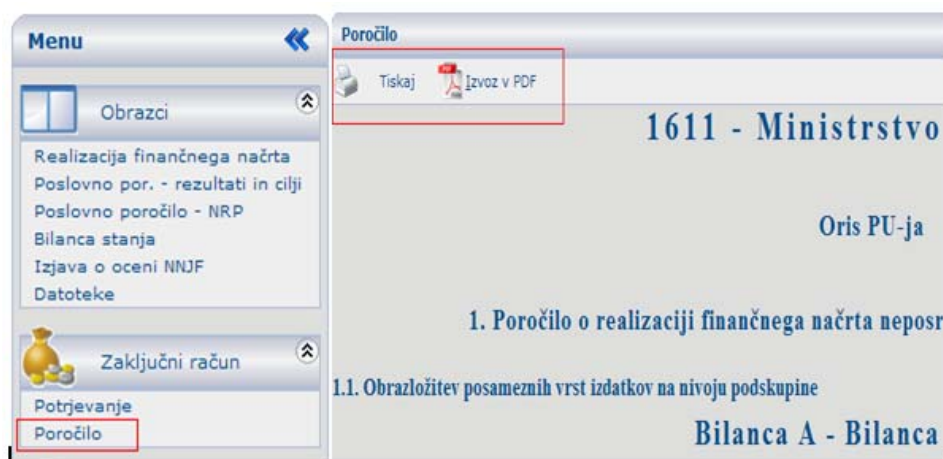 Menu
Obrazci
Realizacija finančnega načrta
Poslovno por. - rezultati in cilji
Poslovno poročilo - NRP
Bilanca stanja
Izjava o oceni NNJF
Datoteke
Zaključni račun
Potrjevanje
Poročilo
Poročilo
Tiskaj
PDF
Izvoz v PDF
1611 - Ministrstvo
Oris PU-ja
1. Poročilo o realizaciji finančnega načrta neposr
1.1. Obrazložitev posameznih vrst izdatkov na nivoju podskupine
Bilanca A - Bilanca